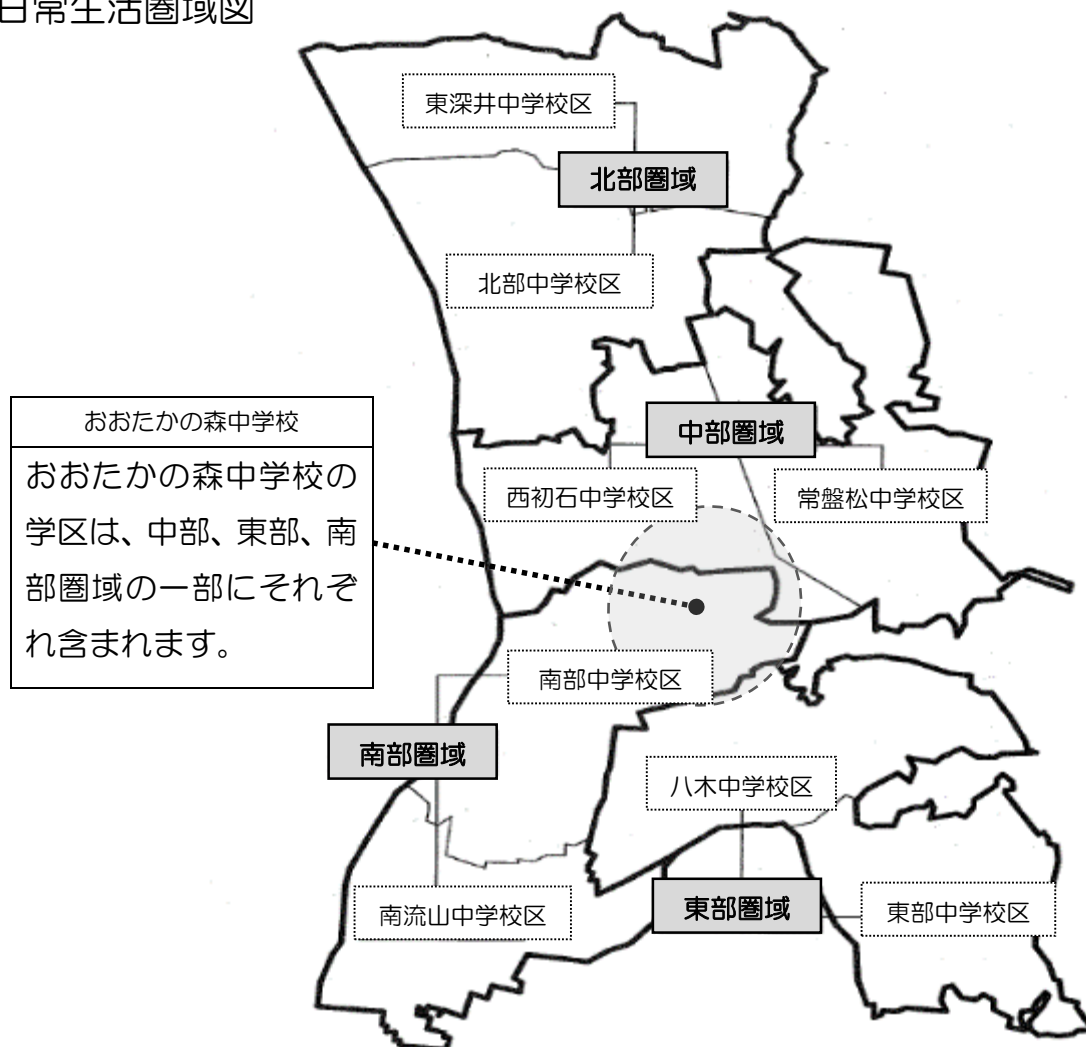 日常生活圏域図
東深井中学校区
北部圏域
北部中学校区
おおたかの森中学校
おおたかの森中学校の
学区は、中部、東部、南
部圏域の一部にそれぞ
れ含まれます。
中部圏域
西初石中学校区
常盤松中学校区
南部中学校区
南部圏域
八木中学校区
南流山中学校区
東部圏域
東部中学校区